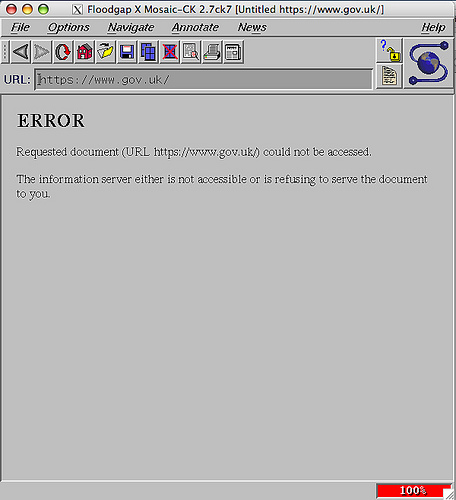 Floodgap X Mosaic-CK 2.7ck7 [Untitled https://www.gov.uk/]
File Options Navigate Annotate News Help
URL: https://www.gov.uk/
ERROR
Requested document (URL https://www.gov.uk/) could not be accessed.
The information server either is not accessible or is refusing to serve the document
to you.
100%